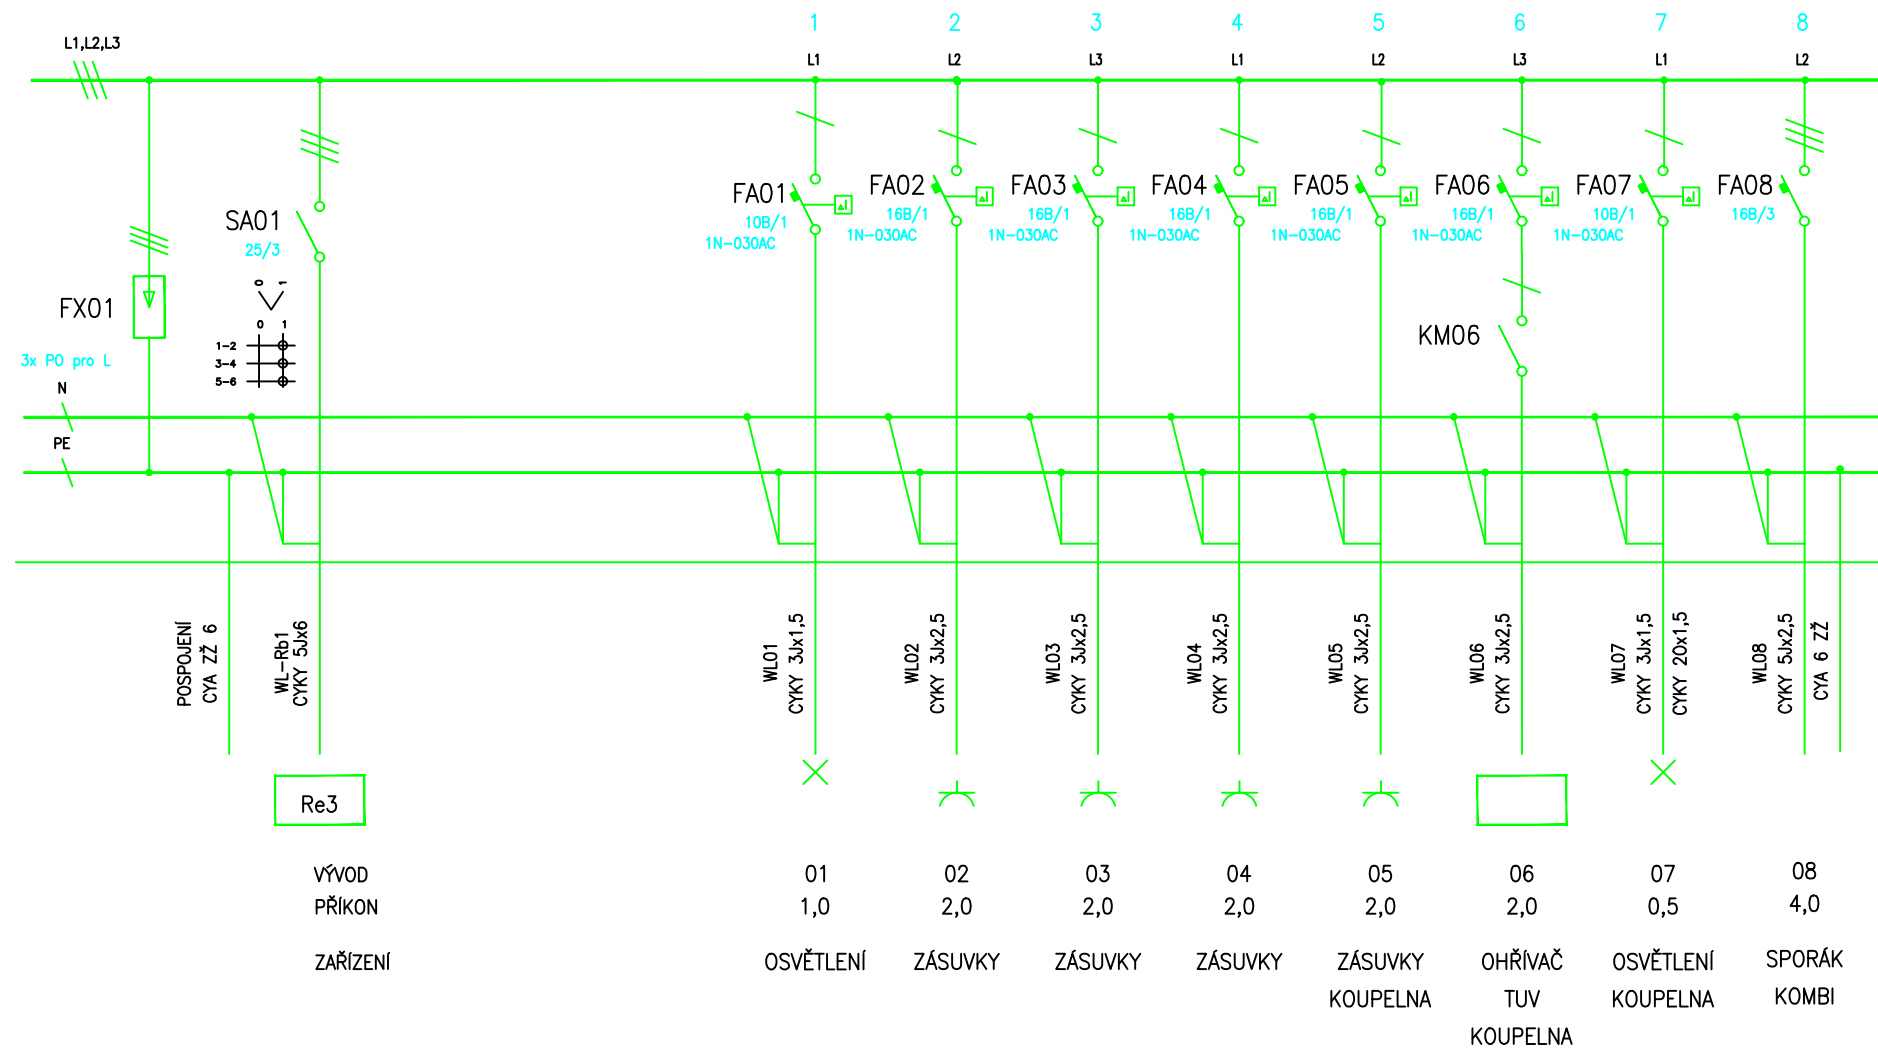 1 2 3 4 5 6 7 8
L1,L2,L3
L1 L2 L3 L1 L2 L3 L1 L2
FA01 FA02 FA03 FA04 FA05 FA06 FA07 FA08
10B/1 16B/1 16B/1 16B/1 16B/1 16B/1 10B/1 16B/3
1N-030AC 1N-030AC 1N-030AC 1N-030AC 1N-030AC 1N-030AC 1N-030AC
SA01
25/3
0 1
0 1
1-2
3-4
5-6
FX01
3x PO pro L
KM06
N
PE
POSPOJENÍ
CYA ZŽ 6
WL-Rb1
CYKY 5Jx6
WL01
CYKY 3Jx1,5
WL02
CYKY 3Jx2,5
WL03
CYKY 3Jx2,5
WL04
CYKY 3Jx2,5
WL05
CYKY 3Jx2,5
WL06
CYKY 3Jx2,5
WL07
CYKY 3Jx1,5
CYKY 2Ox1,5
WL08
CYKY 5Jx2,5
CYA 6 ZŽ
Re3
VÝVOD 01 02 03 04 05 06 07 08
PŘÍKON 1,0 2,0 2,0 2,0 2,0 2,0 0,5 4,0
ZAŘÍZENÍ OSVĚTLENÍ ZÁSUVKY ZÁSUVKY ZÁSUVKY ZÁSUVKY OHŘÍVAČ OSVĚTLENÍ SPORÁK
KOUPELNA TUV KOUPELNA KOMBI
KOUPELNA